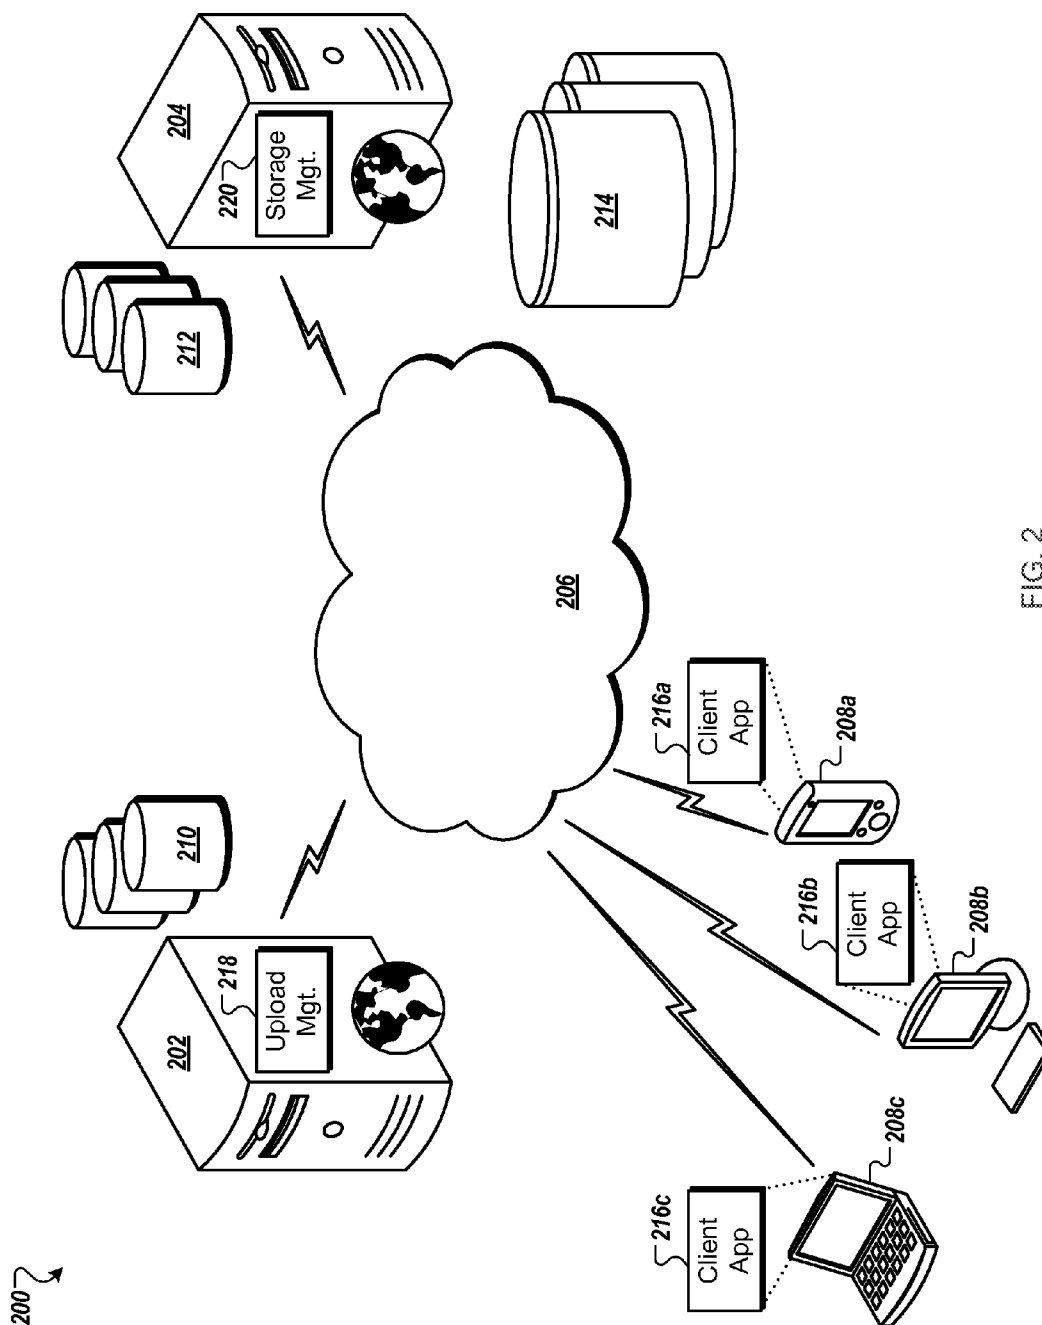 200
202
218
Upload
Mgt.
210
212
204
220
Storage
Mgt.
206
214
216c
Client
App
208c
216b
Client
App
208b
216a
Client
App
208a
FIG. 2